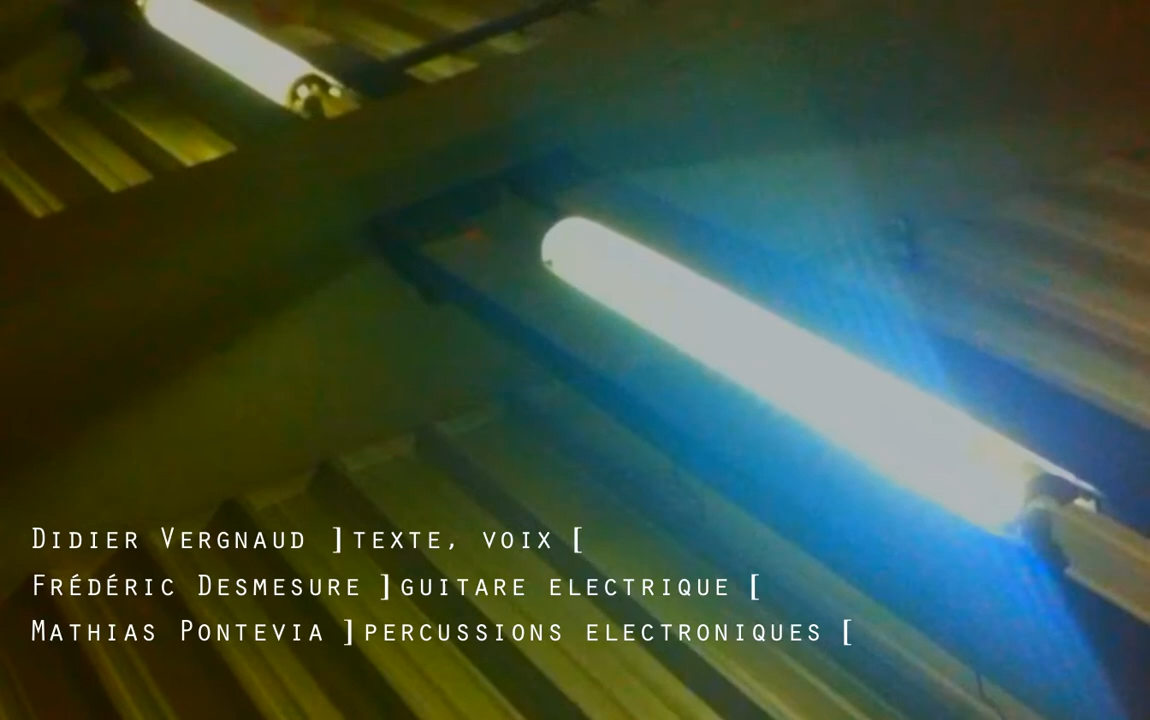 Didier Vergnaud ]texte, voix [
Frédéric Desmesure ]guitare electrique [
Mathias Pontevia ]percussions electroniques [